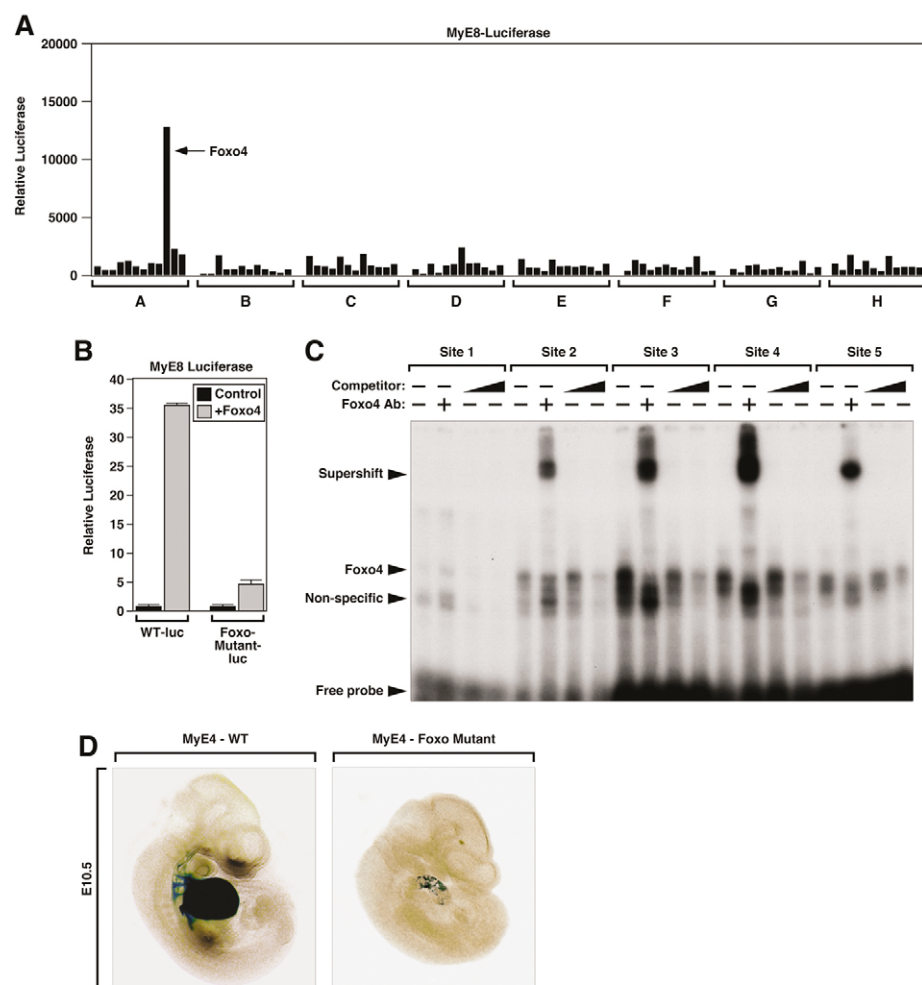 A
MyE8-Luciferase
Relative Luciferase
20000
15000
10000
5000
0
Foxo4
A B C D E F G H
B
MyE8 Luciferase
Relative Luciferase
40
35
30
25
20
15
10
5
0
Control
+Foxo4
WT-luc
Foxo-
Mutant-
luc
C
Site 1 Site 2 Site 3 Site 4 Site 5
Competitor: – – – – – – – – – –
Foxo4 Ab: – + – – – + – – – + – – – + – – – + – –
Supershift
Foxo4
Non-specific
Free probe
D
MyE4 - WT
MyE4 - Foxo Mutant
E10.5